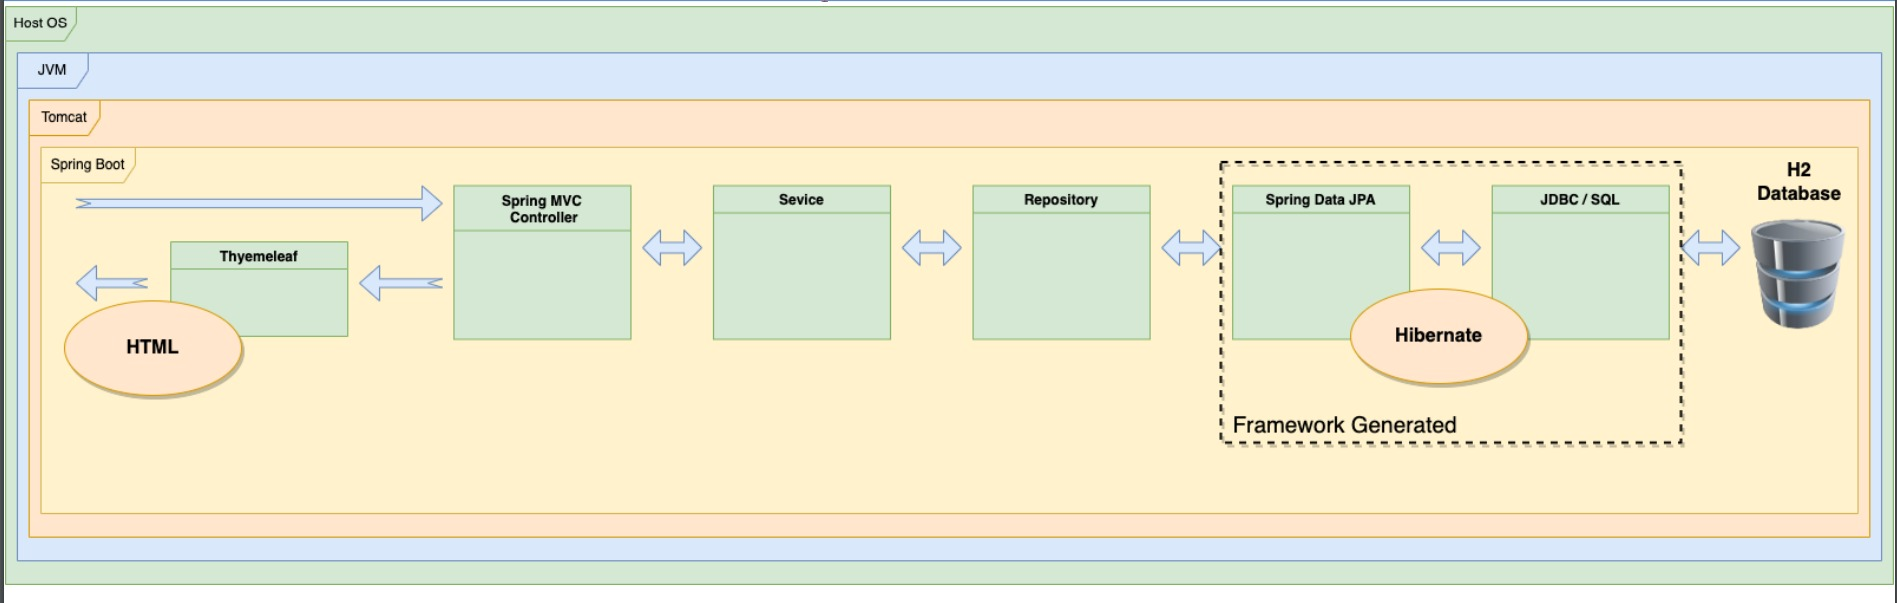 Host OS
JVM
Tomcat
Spring Boot
Spring MVC
Controller
Sevice
Repository
Spring Data JPA
JDBC / SQL
H2
Database
Thyemeleaf
HTML
Hibernate
Framework Generated